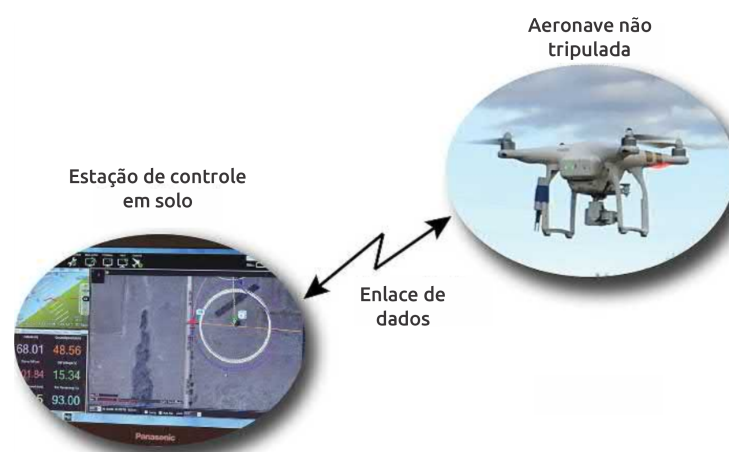 Aeronave não
tripulada
Estação de controle
em solo
Enlace de
dados
68.01 48.56
15.34
93.00
Panasonic